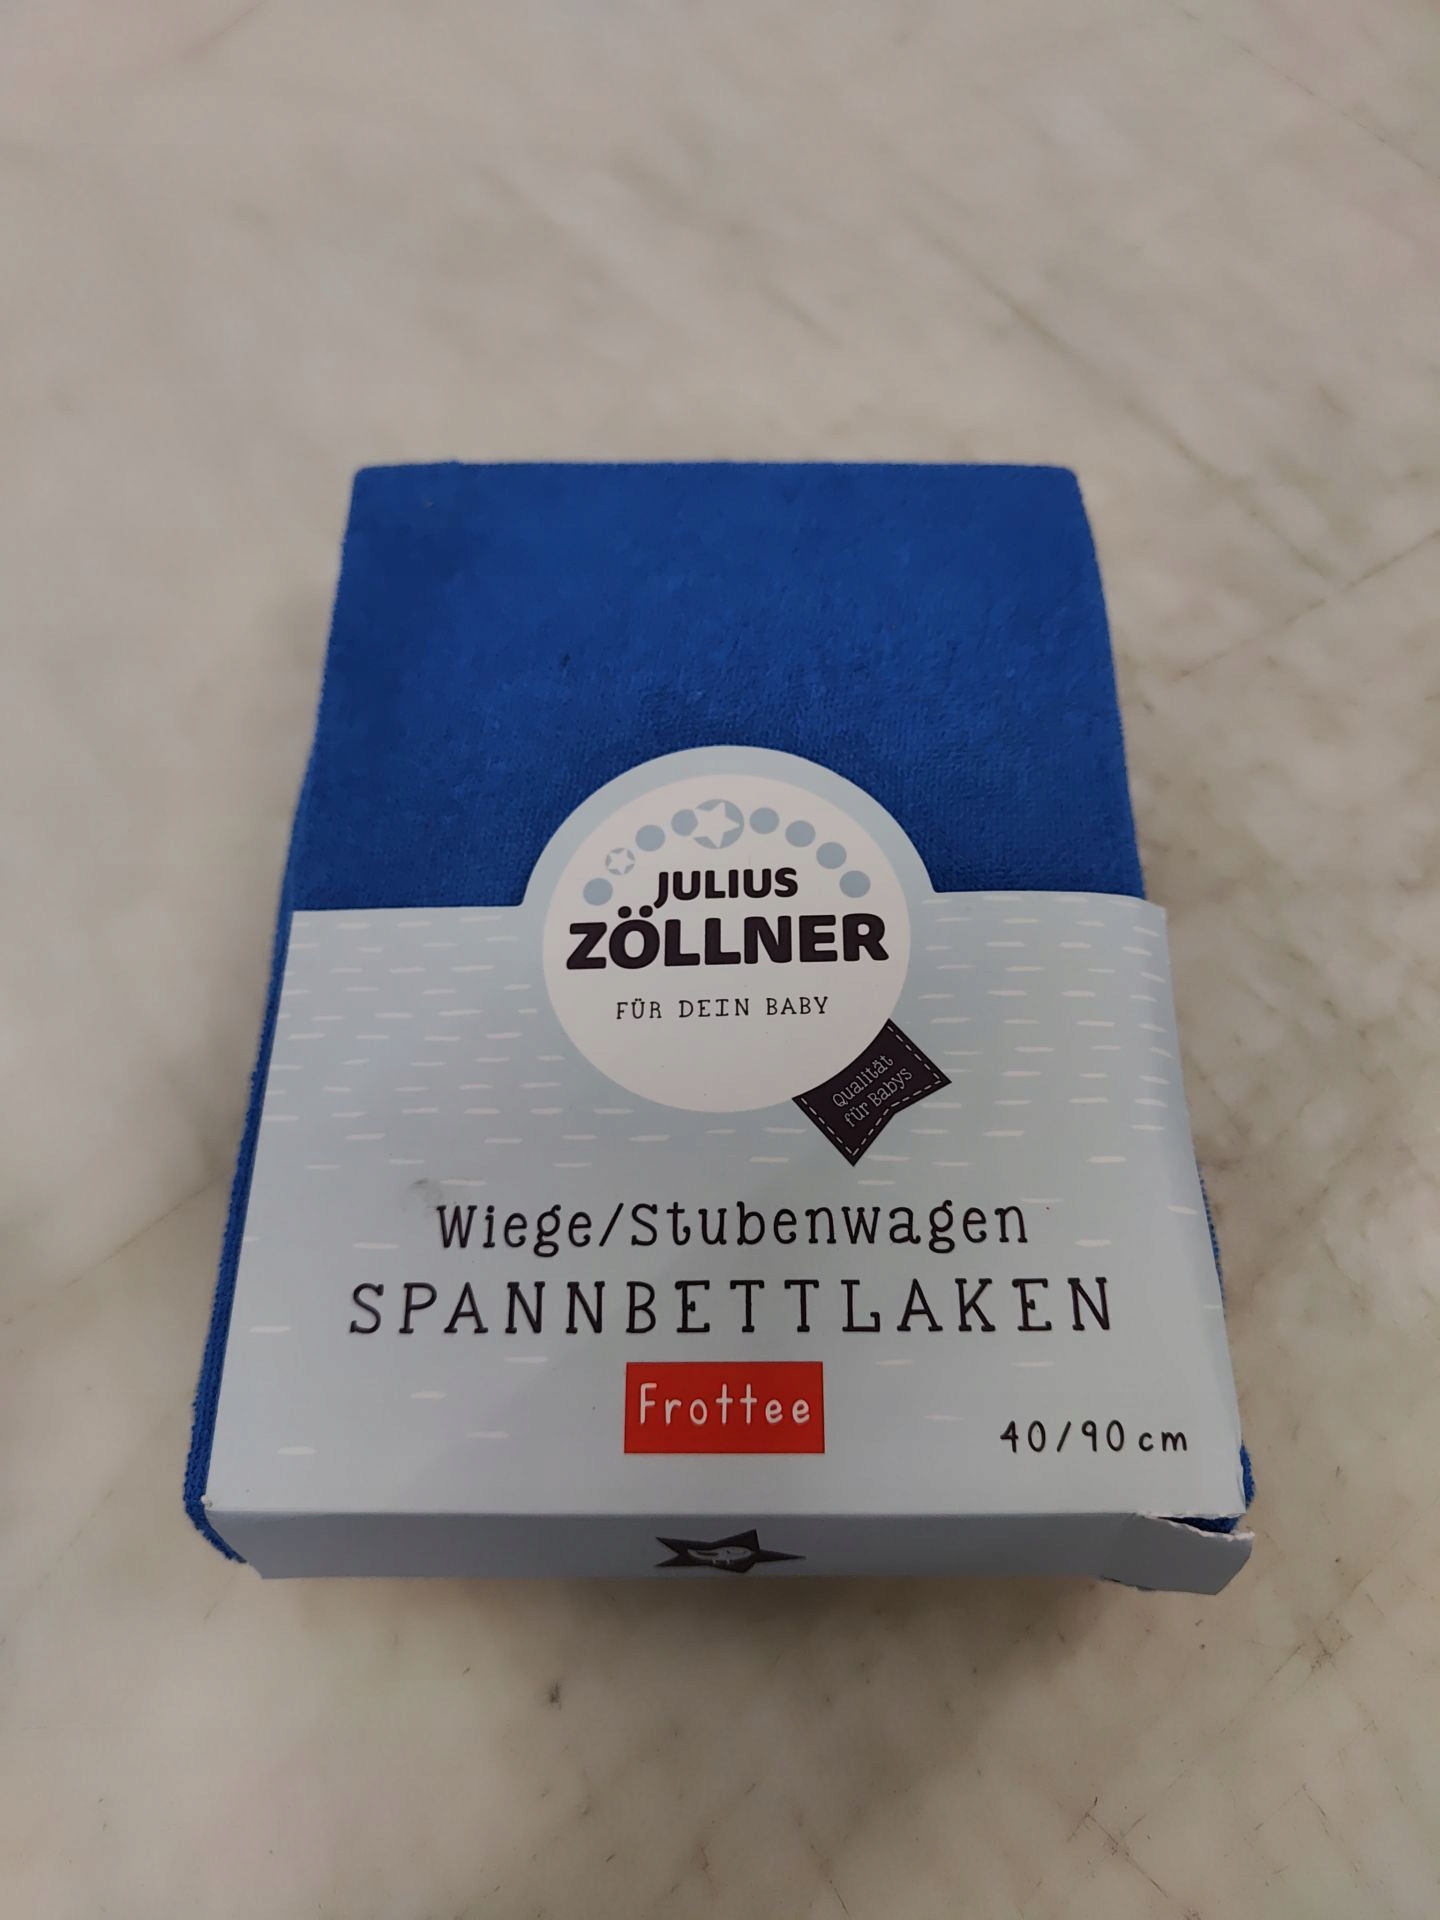 JULIUS
ZÖLLNER
FÜR DEIN BABY
Qualität
für Babys
Wiege/Stubenwagen
SPANNBETTLAKEN
Frottee
40/90 cm